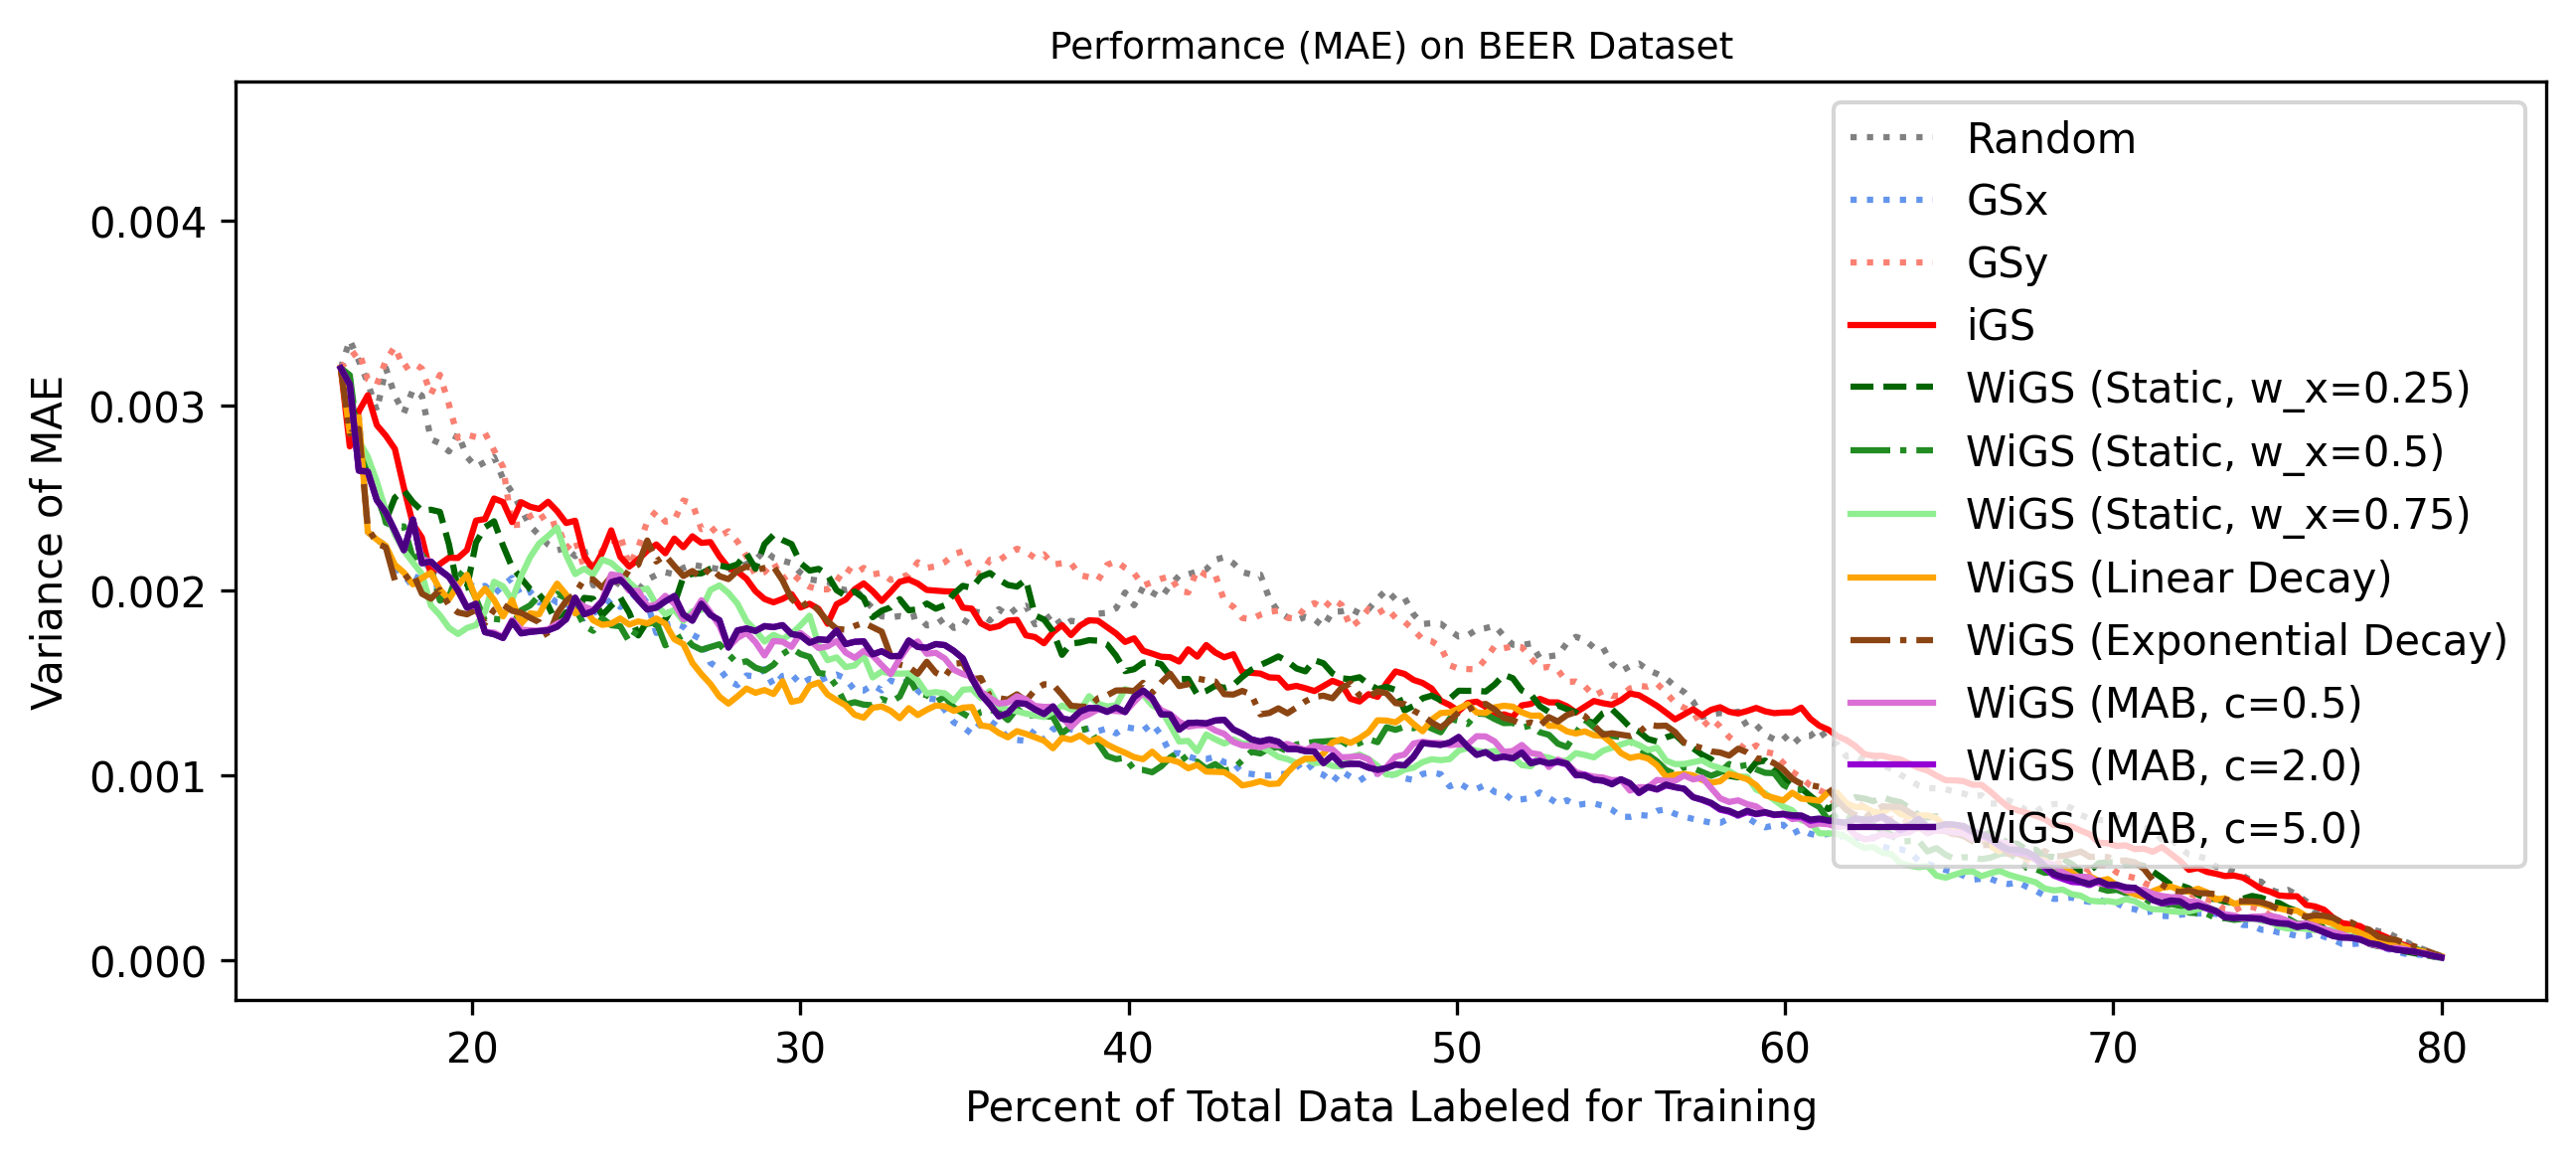 Performance (MAE) on BEER Dataset
Variance of MAE
0.004
0.003
0.002
0.001
0.000
Random
GSx
GSy
iGS
WiGS (Static, w_x=0.25)
WiGS (Static, w_x=0.5)
WiGS (Static, w_x=0.75)
WiGS (Linear Decay)
WiGS (Exponential Decay)
WiGS (MAB, c=0.5)
WiGS (MAB, c=2.0)
WiGS (MAB, c=5.0)
20 30 40 50 60 70 80
Percent of Total Data Labeled for Training